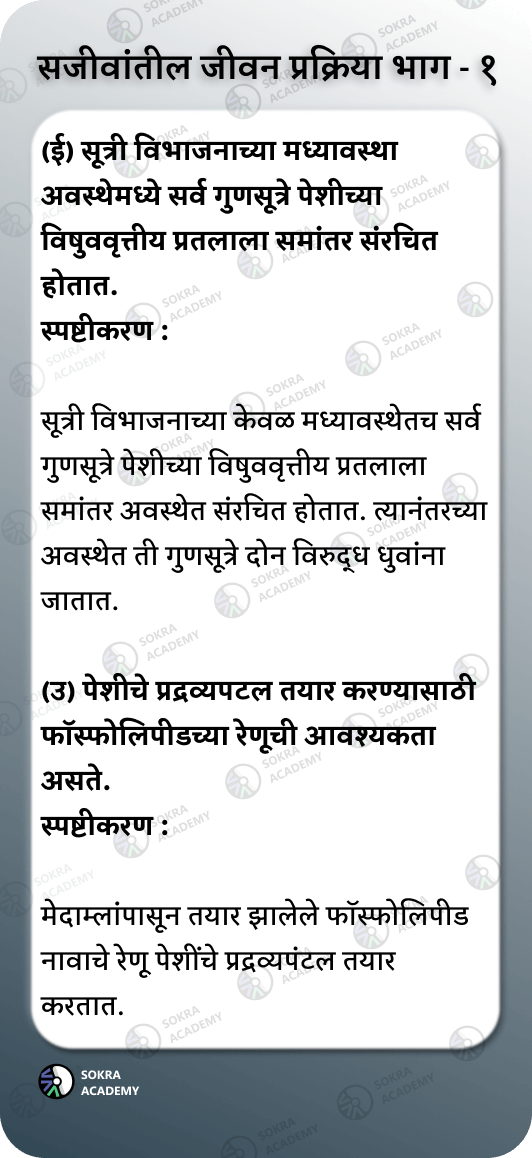 सजीवांतील जीवन प्रक्रिया भाग - १
(ई) सूत्री विभाजनाच्या मध्यावस्था
अवस्थेमध्ये सर्व गुणसूत्रे पेशीच्या
विषुववृत्तीय प्रतलाला समांतर संरचित
होतात.
स्पष्टीकरण :
सूत्री विभाजनाच्या केवळ मध्यावस्थेतच सर्व
गुणसूत्रे पेशीच्या विषुववृत्तीय प्रतलाला
समांतर अवस्थेत संरचित होतात. त्यानंतरच्या
अवस्थेत ती गुणसूत्रे दोन विरुद्ध धुवांना
जातात.
(उ) पेशीचे प्रद्रव्यपटल तयार करण्यासाठी
फॉस्फोलिपीडच्या रेणूची आवश्यकता
असते.
स्पष्टीकरण :
मेदाम्लांपासून तयार झालेले फॉस्फोलिपीड
नावाचे रेणू पेशींचे प्रद्रव्यपंटल तयार
करतात.
SOKRA
ACADEMY